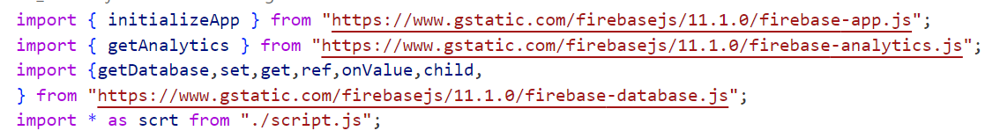 import { initializeApp } from "https://www.gstatic.com/firebasejs/11.1.0/firebase-app.js";
import { getAnalytics } from "https://www.gstatic.com/firebasejs/11.1.0/firebase-analytics.js";
import {getDatabase,set,get,ref,onValue,child,
} from "https://www.gstatic.com/firebasejs/11.1.0/firebase-database.js";
import * as scrt from "./script.js";